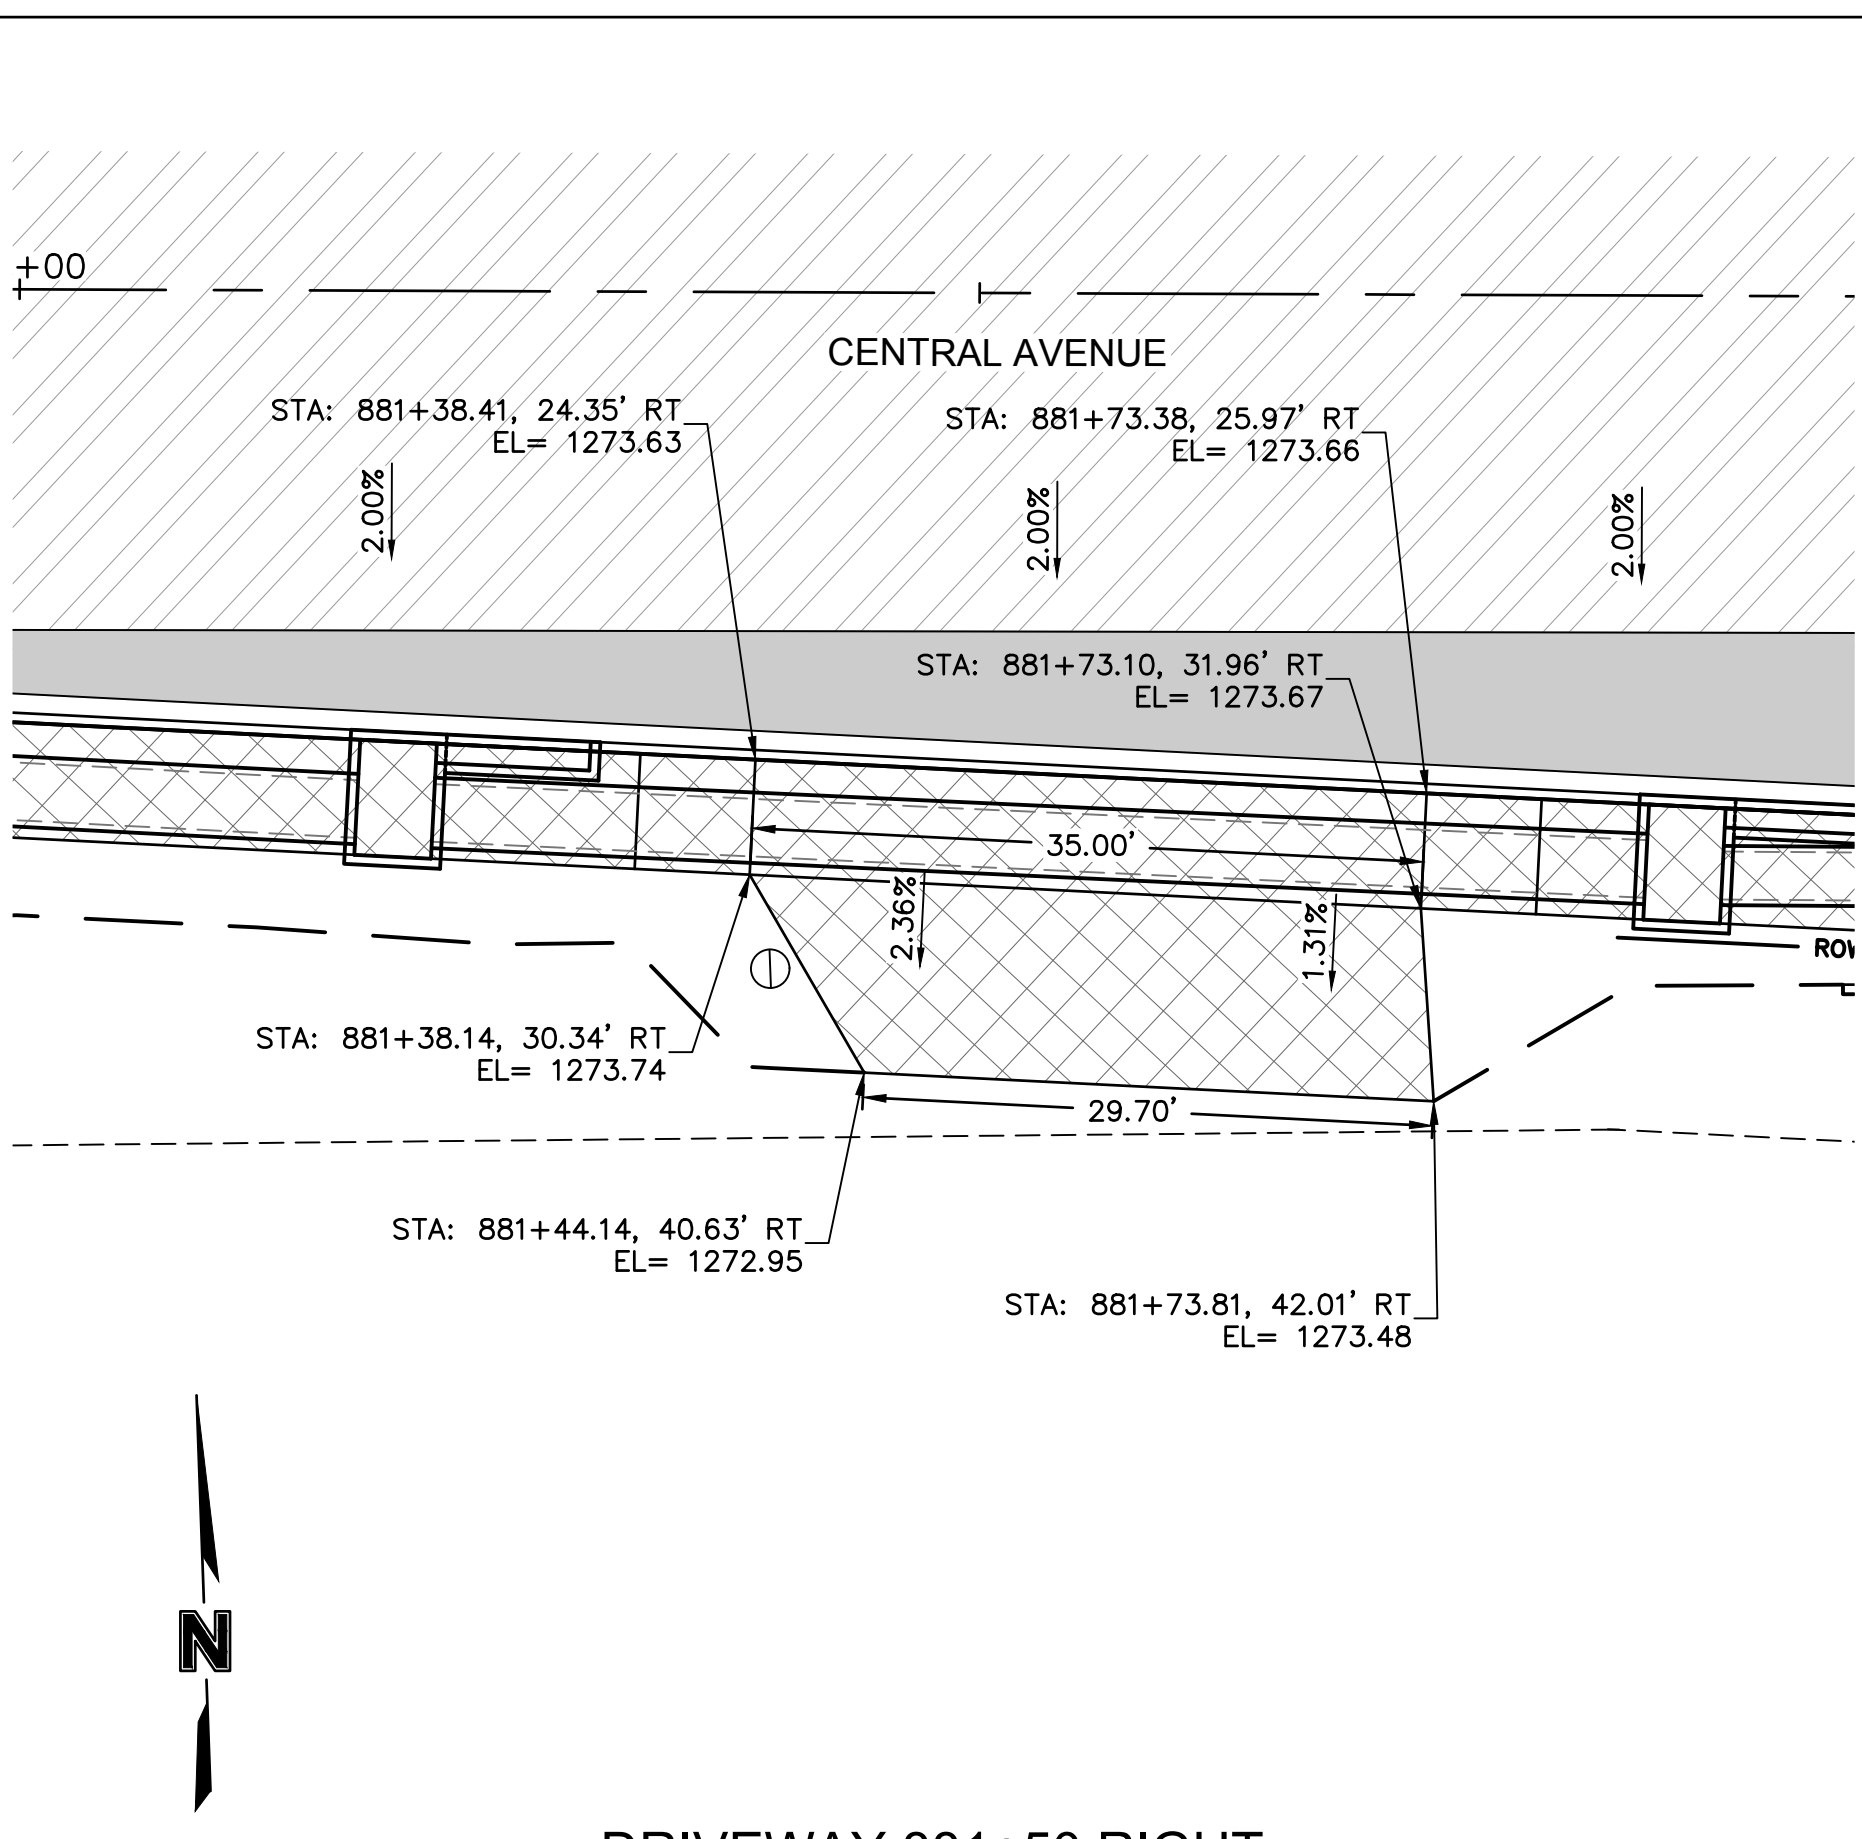 +00
CENTRAL AVENUE
STA: 881+38.41, 24.35' RT
EL= 1273.63
STA: 881+73.38, 25.97' RT
EL= 1273.66
2.00%
2.00%
2.00%
STA: 881+73.10, 31.96' RT
EL= 1273.67
35.00'
2.36%
1.31%
STA: 881+38.14, 30.34' RT
EL= 1273.74
29.70'
STA: 881+44.14, 40.63' RT
EL= 1272.95
STA: 881+73.81, 42.01' RT
EL= 1273.48
N
DRIVEWAY 881+50 RIGHT